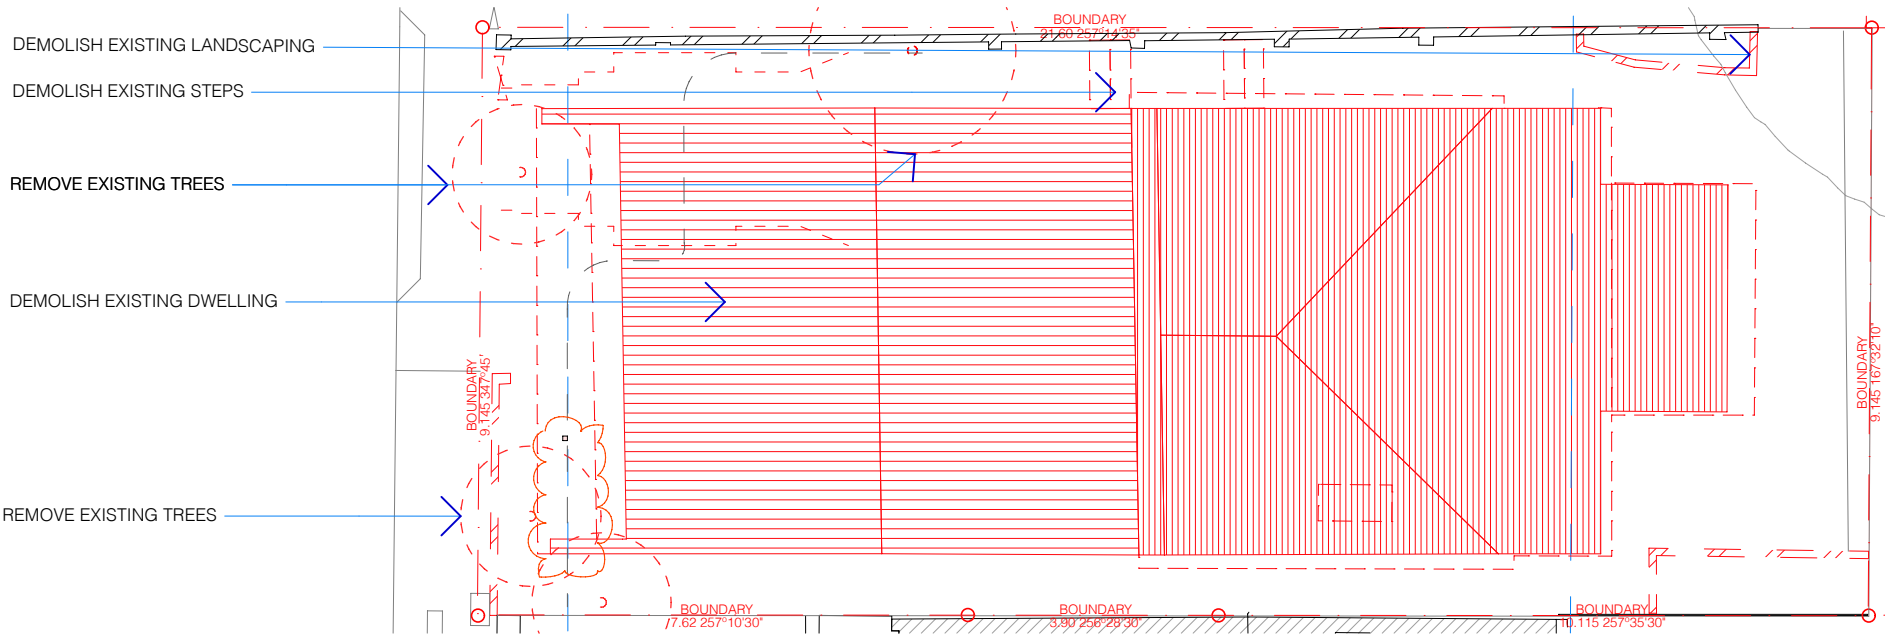 BOUNDARY
21.60 257°14'35"
DEMOLISH EXISTING LANDSCAPING
DEMOLISH EXISTING STEPS
REMOVE EXISTING TREES
DEMOLISH EXISTING DWELLING
BOUNDARY
9.145 347°45'
BOUNDARY
9.145 167°32'10"
REMOVE EXISTING TREES
BOUNDARY
7.62 257°10'30"
BOUNDARY
3.90 256°28'30"
BOUNDARY
10.115 257°35'30"